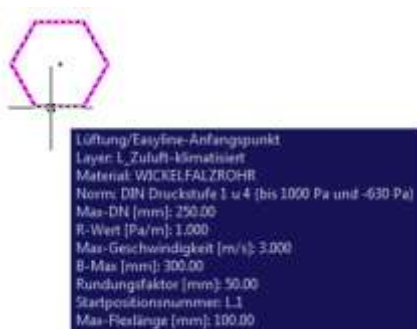 Lüftung/Easyline-Anfangspunkt
Layer: L_Zuluft-klimatisiert
Material: WICKELFALZROHR
Norm: DIN Druckstufe 1 u 4 (bis 1000 Pa und -630 Pa)
Max-DN [mm]: 250.00
R-Wert [Pa/m]: 1.000
Max-Geschwindigkeit [m/s]: 3.000
B-Max [mm]: 300.00
Rundungsfaktor [mm]: 50.00
Startpositionsnummer: L.1
Max-Flexlänge [mm]: 100.00